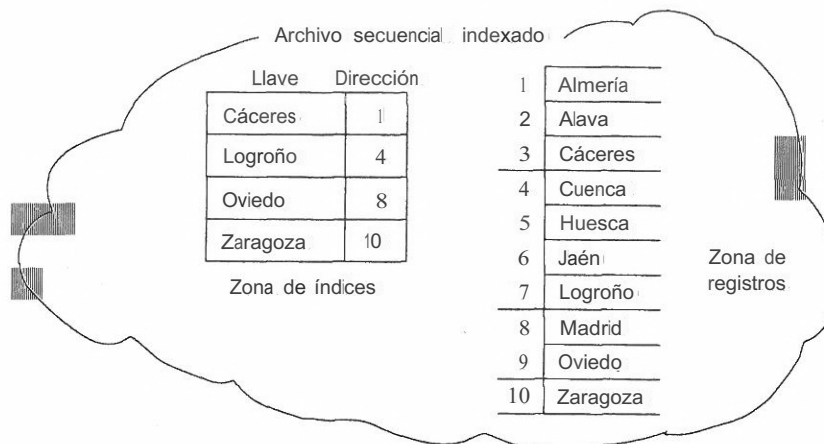 Archivo secuencial indexado
Llave Dirección
Cáceres 1
Logroño 4
Oviedo 8
Zaragoza 10
Zona de índices
1 Almería
2 Alava
3 Cáceres
4 Cuenca
5 Huesca
6 Jaén
7 Logroño
8 Madrid
9 Oviedo
10 Zaragoza
Zona de
registros